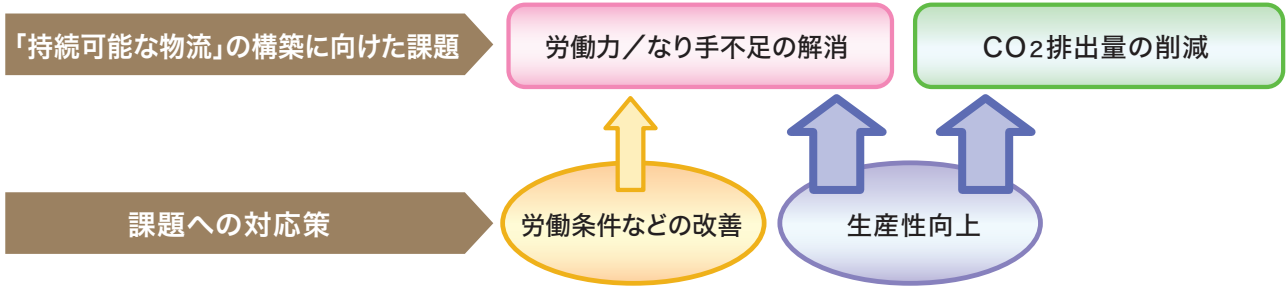 「持続可能な物流」の構築に向けた課題
労働力/なり手不足の解消
CO2排出量の削減
課題への対応策
労働条件などの改善
生産性向上